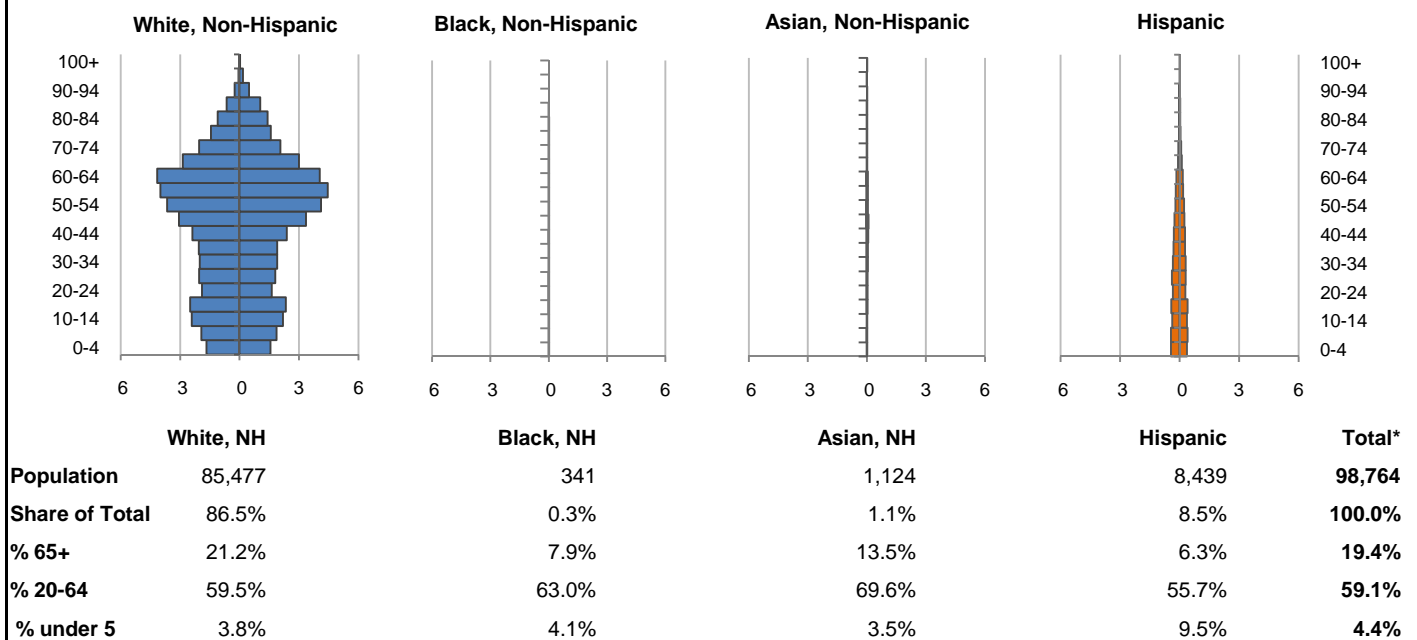 White, Non-Hispanic Black, Non-Hispanic Asian, Non-Hispanic Hispanic
100+ 100+
90-94 90-94
80-84 80-84
70-74 70-74
60-64 60-64
50-54 50-54
40-44 40-44
30-34 30-34
20-24 20-24
10-14 10-14
0-4 0-4
6 3 0 3 6 6 3 0 3 6 6 3 0 3 6 6 3 0 3 6
White, NH Black, NH Asian, NH Hispanic Total*
Population 85,477 341 1,124 8,439 98,764
Share of Total 86.5% 0.3% 1.1% 8.5% 100.0%
% 65+ 21.2% 7.9% 13.5% 6.3% 19.4%
% 20-64 59.5% 63.0% 69.6% 55.7% 59.1%
% under 5 3.8% 4.1% 3.5% 9.5% 4.4%